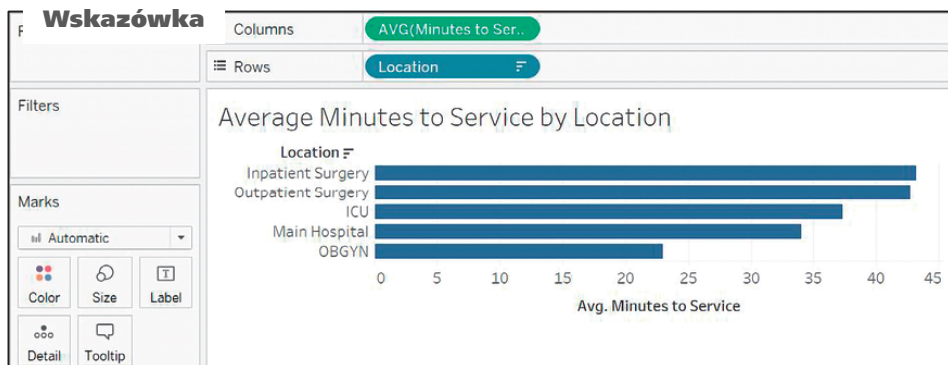 Wskazówka
Columns
AVG(Minutes to Ser..
Rows
Location
Filters
Marks
Automatic
Color
Size
Label
Detail
Tooltip
Average Minutes to Service by Location
Location
Inpatient Surgery
Outpatient Surgery
ICU
Main Hospital
OBGYN
0 5 10 15 20 25 30 35 40 45
Avg. Minutes to Service